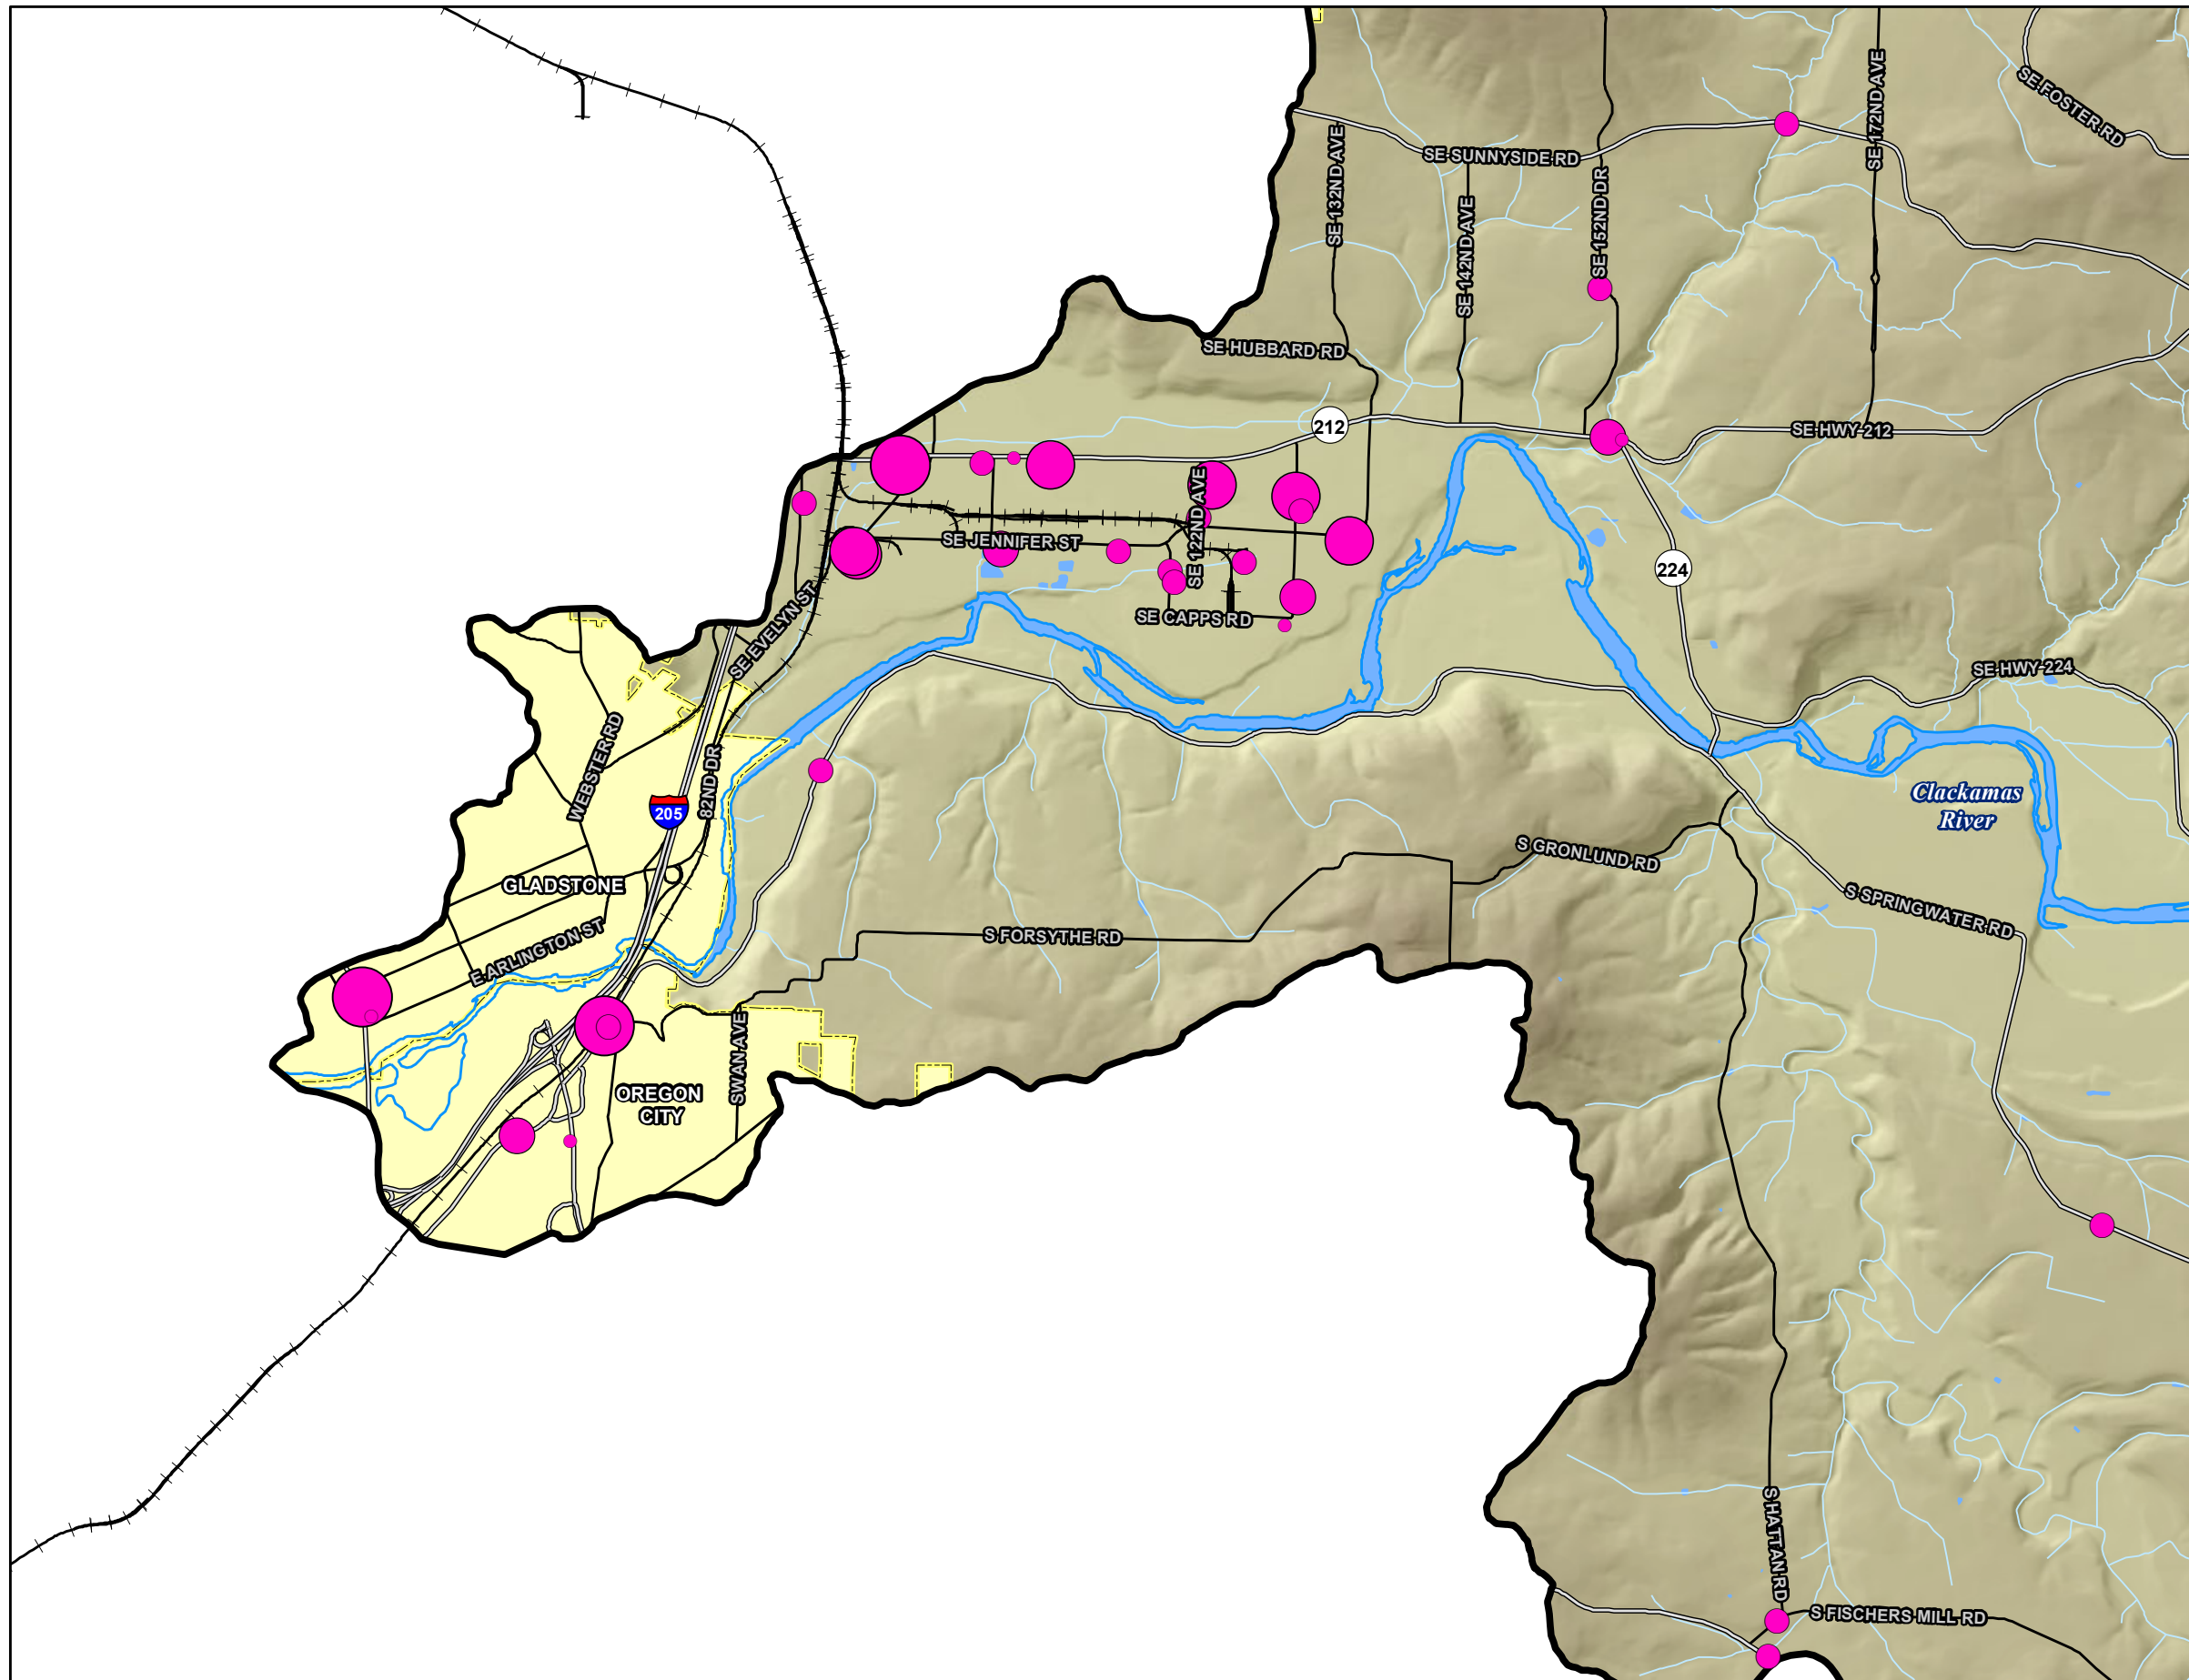 SE 172ND AVE
SE FOSTER RD
SE 132ND AVE
SE SUNNYSIDE RD
SE 152ND DR
SE 142ND AVE
SE HUBBARD RD
212
SE HWY 212
SE 122ND AVE
SE JENNIFER ST
224
SE CAPPS RD
SE EVELYN ST
SE HWY 224
WEBSTER RD
82ND DR
205
Clackamas
River
S GRONLUND RD
GLADSTONE
S SPRINGWATER RD
E ARLINGTON ST
S FORSYTHE RD
SWAN AVE
OREGON
CITY
S HATTAN RD
S FISCHERS MILL RD